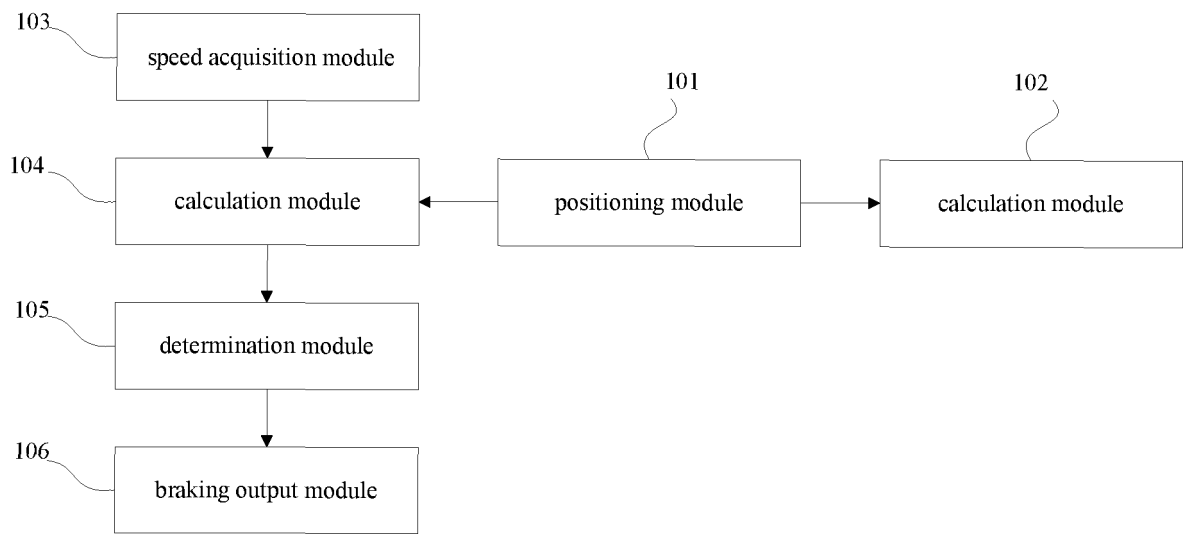 103
speed acquisition module
101
102
104
calculation module
positioning module
calculation module
105
determination module
106
braking output module